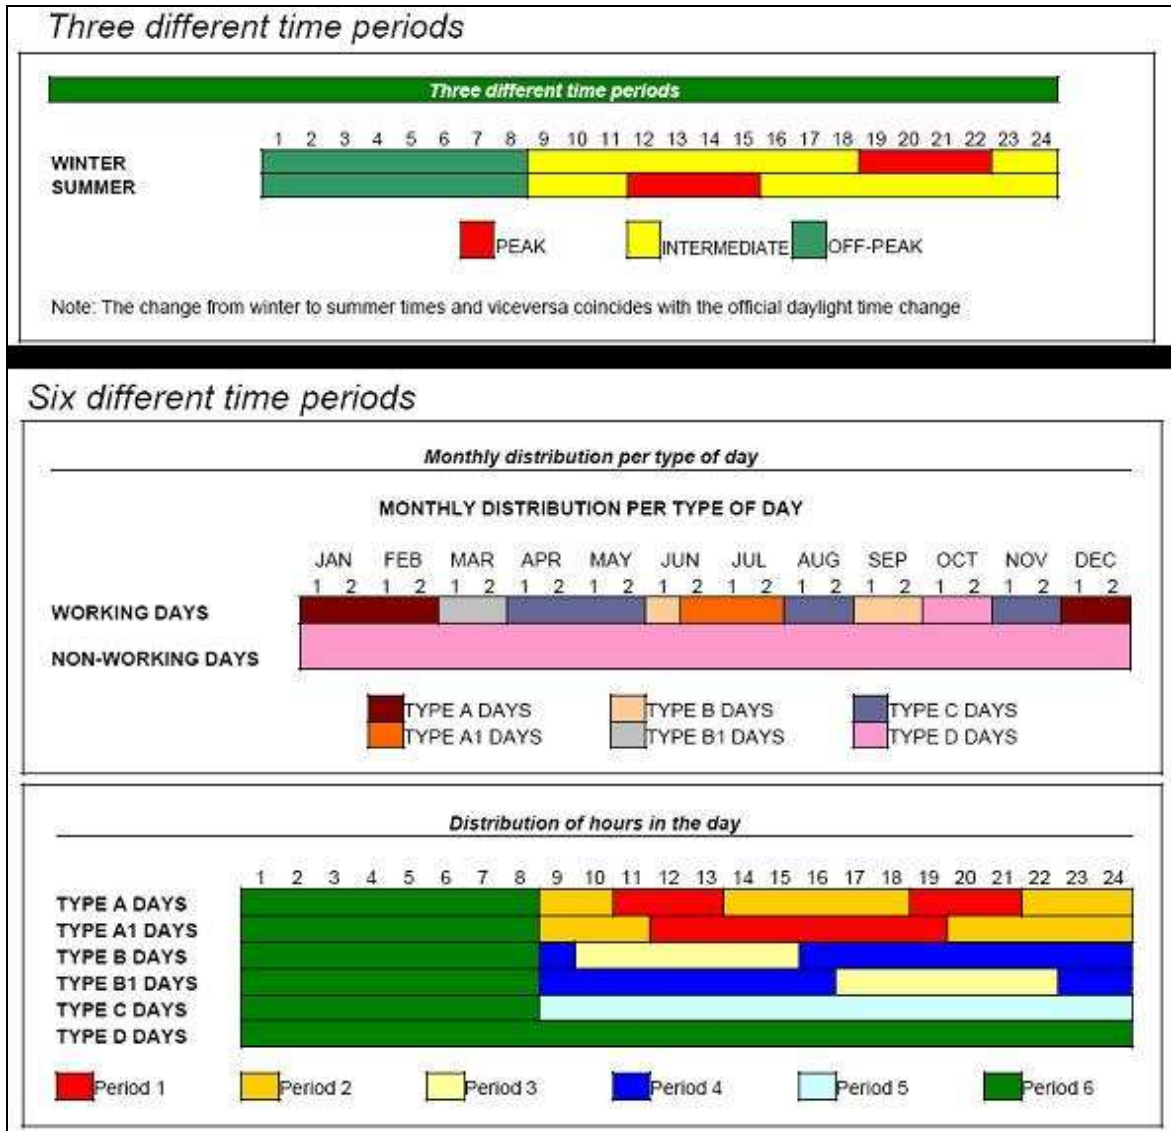 Three different time periods
Three different time periods
1 2 3 4 5 6 7 8 9 10 11 12 13 14 15 16 17 18 19 20 21 22 23 24
WINTER
SUMMER
PEAK INTERMEDIATE OFF-PEAK
Note: The change from winter to summer times and viceversa coincides with the official daylight time change
Six different time periods
Monthly distribution per type of day
MONTHLY DISTRIBUTION PER TYPE OF DAY
JAN FEB MAR APR MAY JUN JUL AUG SEP OCT NOV DEC
1 2 1 2 1 2 1 2 1 2 1 2 1 2 1 2 1 2 1 2 1 2 1 2
WORKING DAYS
NON-WORKING DAYS
TYPE A DAYS TYPE B DAYS TYPE C DAYS
TYPE A1 DAYS TYPE B1 DAYS TYPE D DAYS
Distribution of hours in the day
1 2 3 4 5 6 7 8 9 10 11 12 13 14 15 16 17 18 19 20 21 22 23 24
TYPE A DAYS
TYPE A1 DAYS
TYPE B DAYS
TYPE B1 DAYS
TYPE C DAYS
TYPE D DAYS
Period 1 Period 2 Period 3 Period 4 Period 5 Period 6